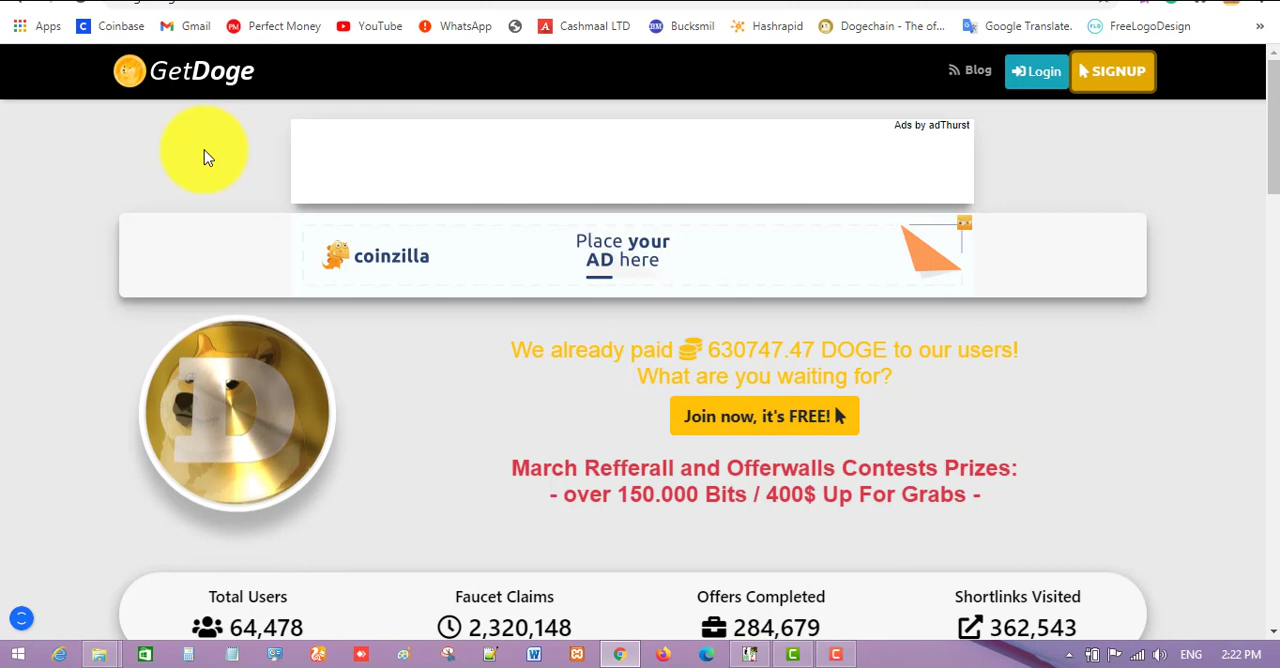 Apps Coinbase Gmail Perfect Money YouTube WhatsApp Cashmaal LTD Bucksmil Hashrapid Dogechain - The of... Google Translate. FreeLogoDesign »
GetDoge Blog Login SIGNUP
Ads by adThurst
coinzilla
Place your
AD here
We already paid 630747.47 DOGE to our users!
What are you waiting for?
Join now, it's FREE!
March Refferall and Offerwalls Contests Prizes:
- over 150.000 Bits / 400$ Up For Grabs -
Total Users Faucet Claims Offers Completed Shortlinks Visited
64,478 2,320,148 284,679 362,543
ENG 2:22 PM